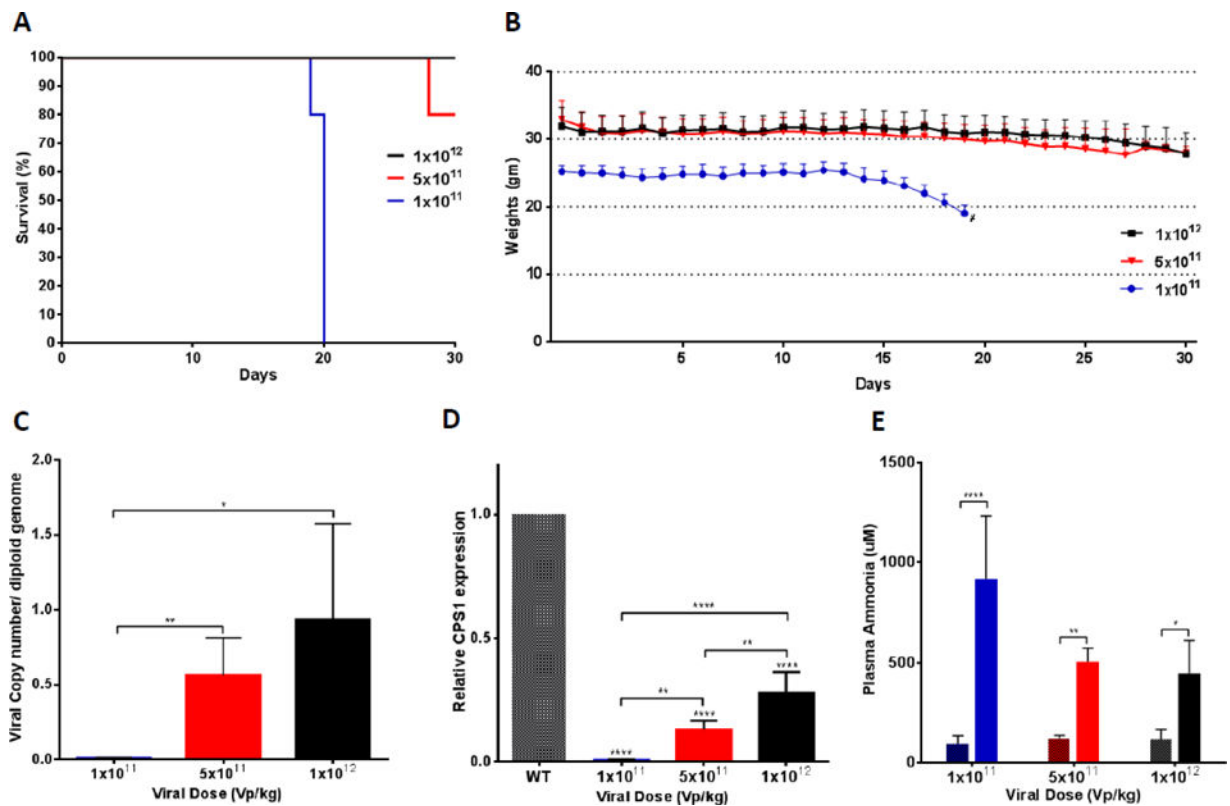 A
Survival (%)
100
90
80
70
60
50
40
30
20
10
0
0
10
20
30
Days
1x10¹²
5x10¹¹
1x10¹¹
B
Weights (gm)
40
30
20
10
0
5
10
15
20
25
30
Days
1x10¹²
5x10¹¹
1x10¹¹
C
Viral Copy number/ diploid genome
2.0
1.5
1.0
0.5
0.0
*
**
1x10¹¹
5x10¹¹
1x10¹²
Viral Dose (Vp/kg)
D
Relative CPS1 expression
1.0
0.5
0.0
****
**
****
**
****
****
WT
1x10¹¹
5x10¹¹
1x10¹²
Viral Dose (Vp/kg)
E
Plasma Ammonia (uM)
1500
1000
500
0
****
**
*
1x10¹¹
5x10¹¹
1x10¹²
Viral Dose (Vp/kg)